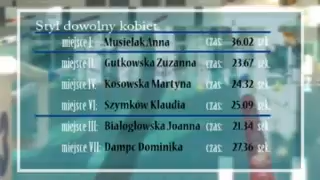 Styl dowolny kobiet
miejsce I: Musielak Anna czas: 36.02 sek.
miejsce II: Gutkowska Zuzanna czas: 23.67 sek.
miejsce IV: Kosowska Martyna czas: 24.32 sek.
miejsce VI: Szymków Klaudia czas: 25.09 sek.
miejsce III: Białogłowska Joanna czas: 21.34 sek.
miejsce VII: Dampc Dominika czas: 27.36 sek.